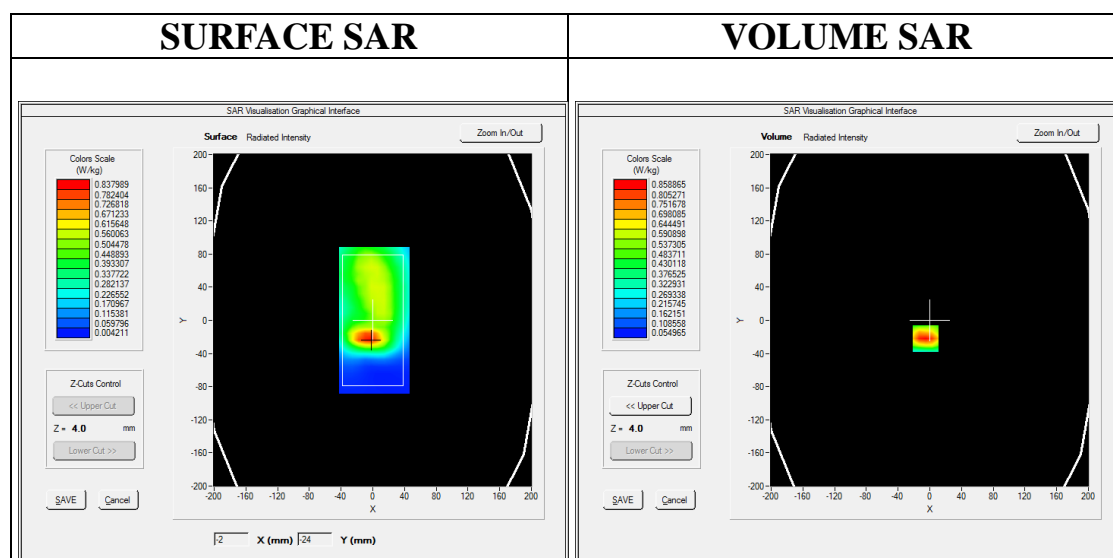 SURFACE SAR
VOLUME SAR
SAR Visualisation Graphical Interface
Surface Radiated Intensity
Zoom In/Out
Colors Scale
(W/kg)
0.837989
0.782404
0.726818
0.671233
0.615648
0.560063
0.504478
0.448893
0.393307
0.337722
0.282137
0.226552
0.170967
0.115381
0.059796
0.004211
Z-Cuts Control
<< Upper Cut
Z = 4.0 mm
Lower Cut >>
SAVE Cancel
200
160
120
80
40
0
-40
-80
-120
-160
-200
Y
-200 -160 -120 -80 -40 0 40 80 120 160 200
X
-2 X (mm) -24 Y (mm)
SAR Visualisation Graphical Interface
Volume Radiated Intensity
Zoom In/Out
Colors Scale
(W/kg)
0.858865
0.805271
0.751678
0.698085
0.644491
0.590898
0.537305
0.483711
0.430118
0.376525
0.322931
0.269338
0.215745
0.162151
0.108558
0.054965
Z-Cuts Control
<< Upper Cut
Z = 4.0 mm
Lower Cut >>
SAVE Cancel
200
160
120
80
40
0
-40
-80
-120
-160
-200
Y
-200 -160 -120 -80 -40 0 40 80 120 160 200
X